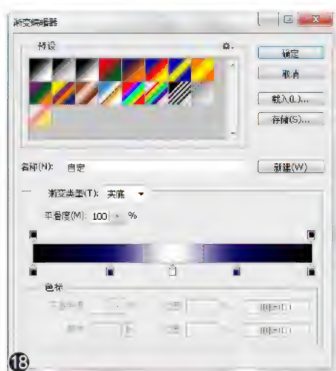 渐变编辑器
预设
确定
取消
载入(L)...
存储(S)...
名称(N): 自定
新建(W)
渐变类型(T): 实底
平滑度(M): 100 %
色标
18